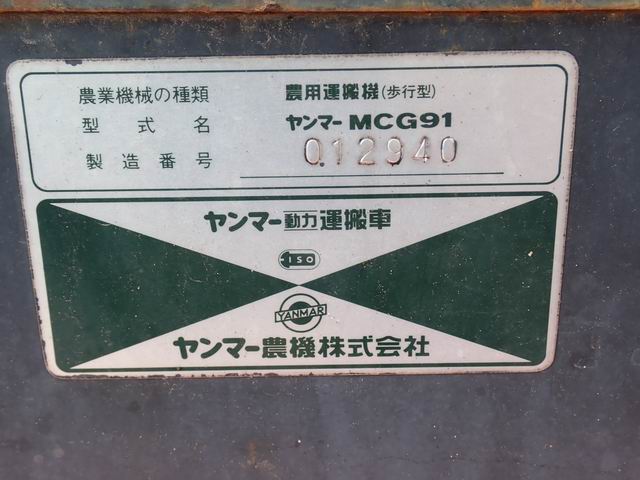 農業機械の種類 農用運搬機(歩行型)
型式名 ヤンマー MCG91
製造番号 012940
ヤンマー動力運搬車
ISO
YANMAR
ヤンマー農機株式会社